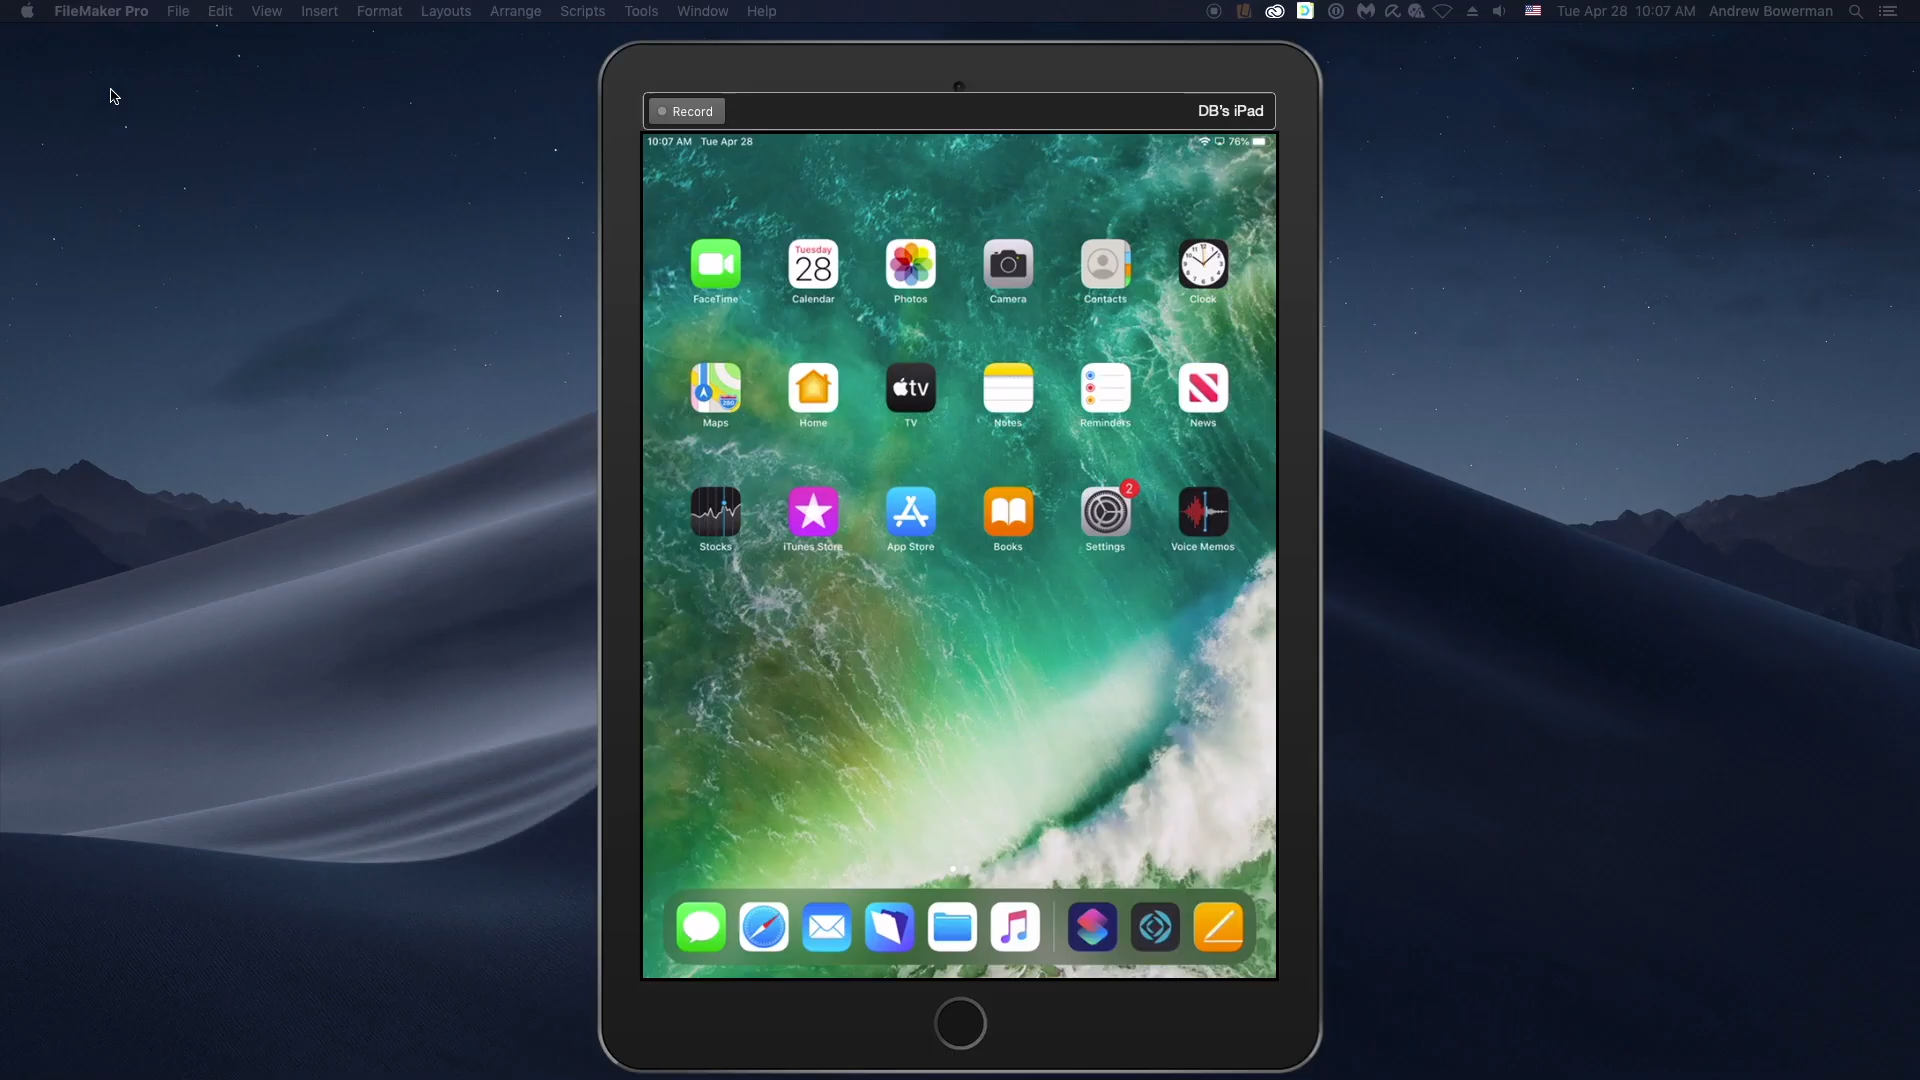 FileMaker Pro File Edit View Insert Format Layouts Arrange Scripts Tools Window Help Tue Apr 28 10:07 AM Andrew Bowerman
Record DB's iPad
10:07 AM Tue Apr 28 76%
Tuesday
28
FaceTime Calendar Photos Camera Contacts Clock
280
tv
Maps Home TV Notes Reminders News
2
Stocks iTunes Store App Store Books Settings Voice Memos